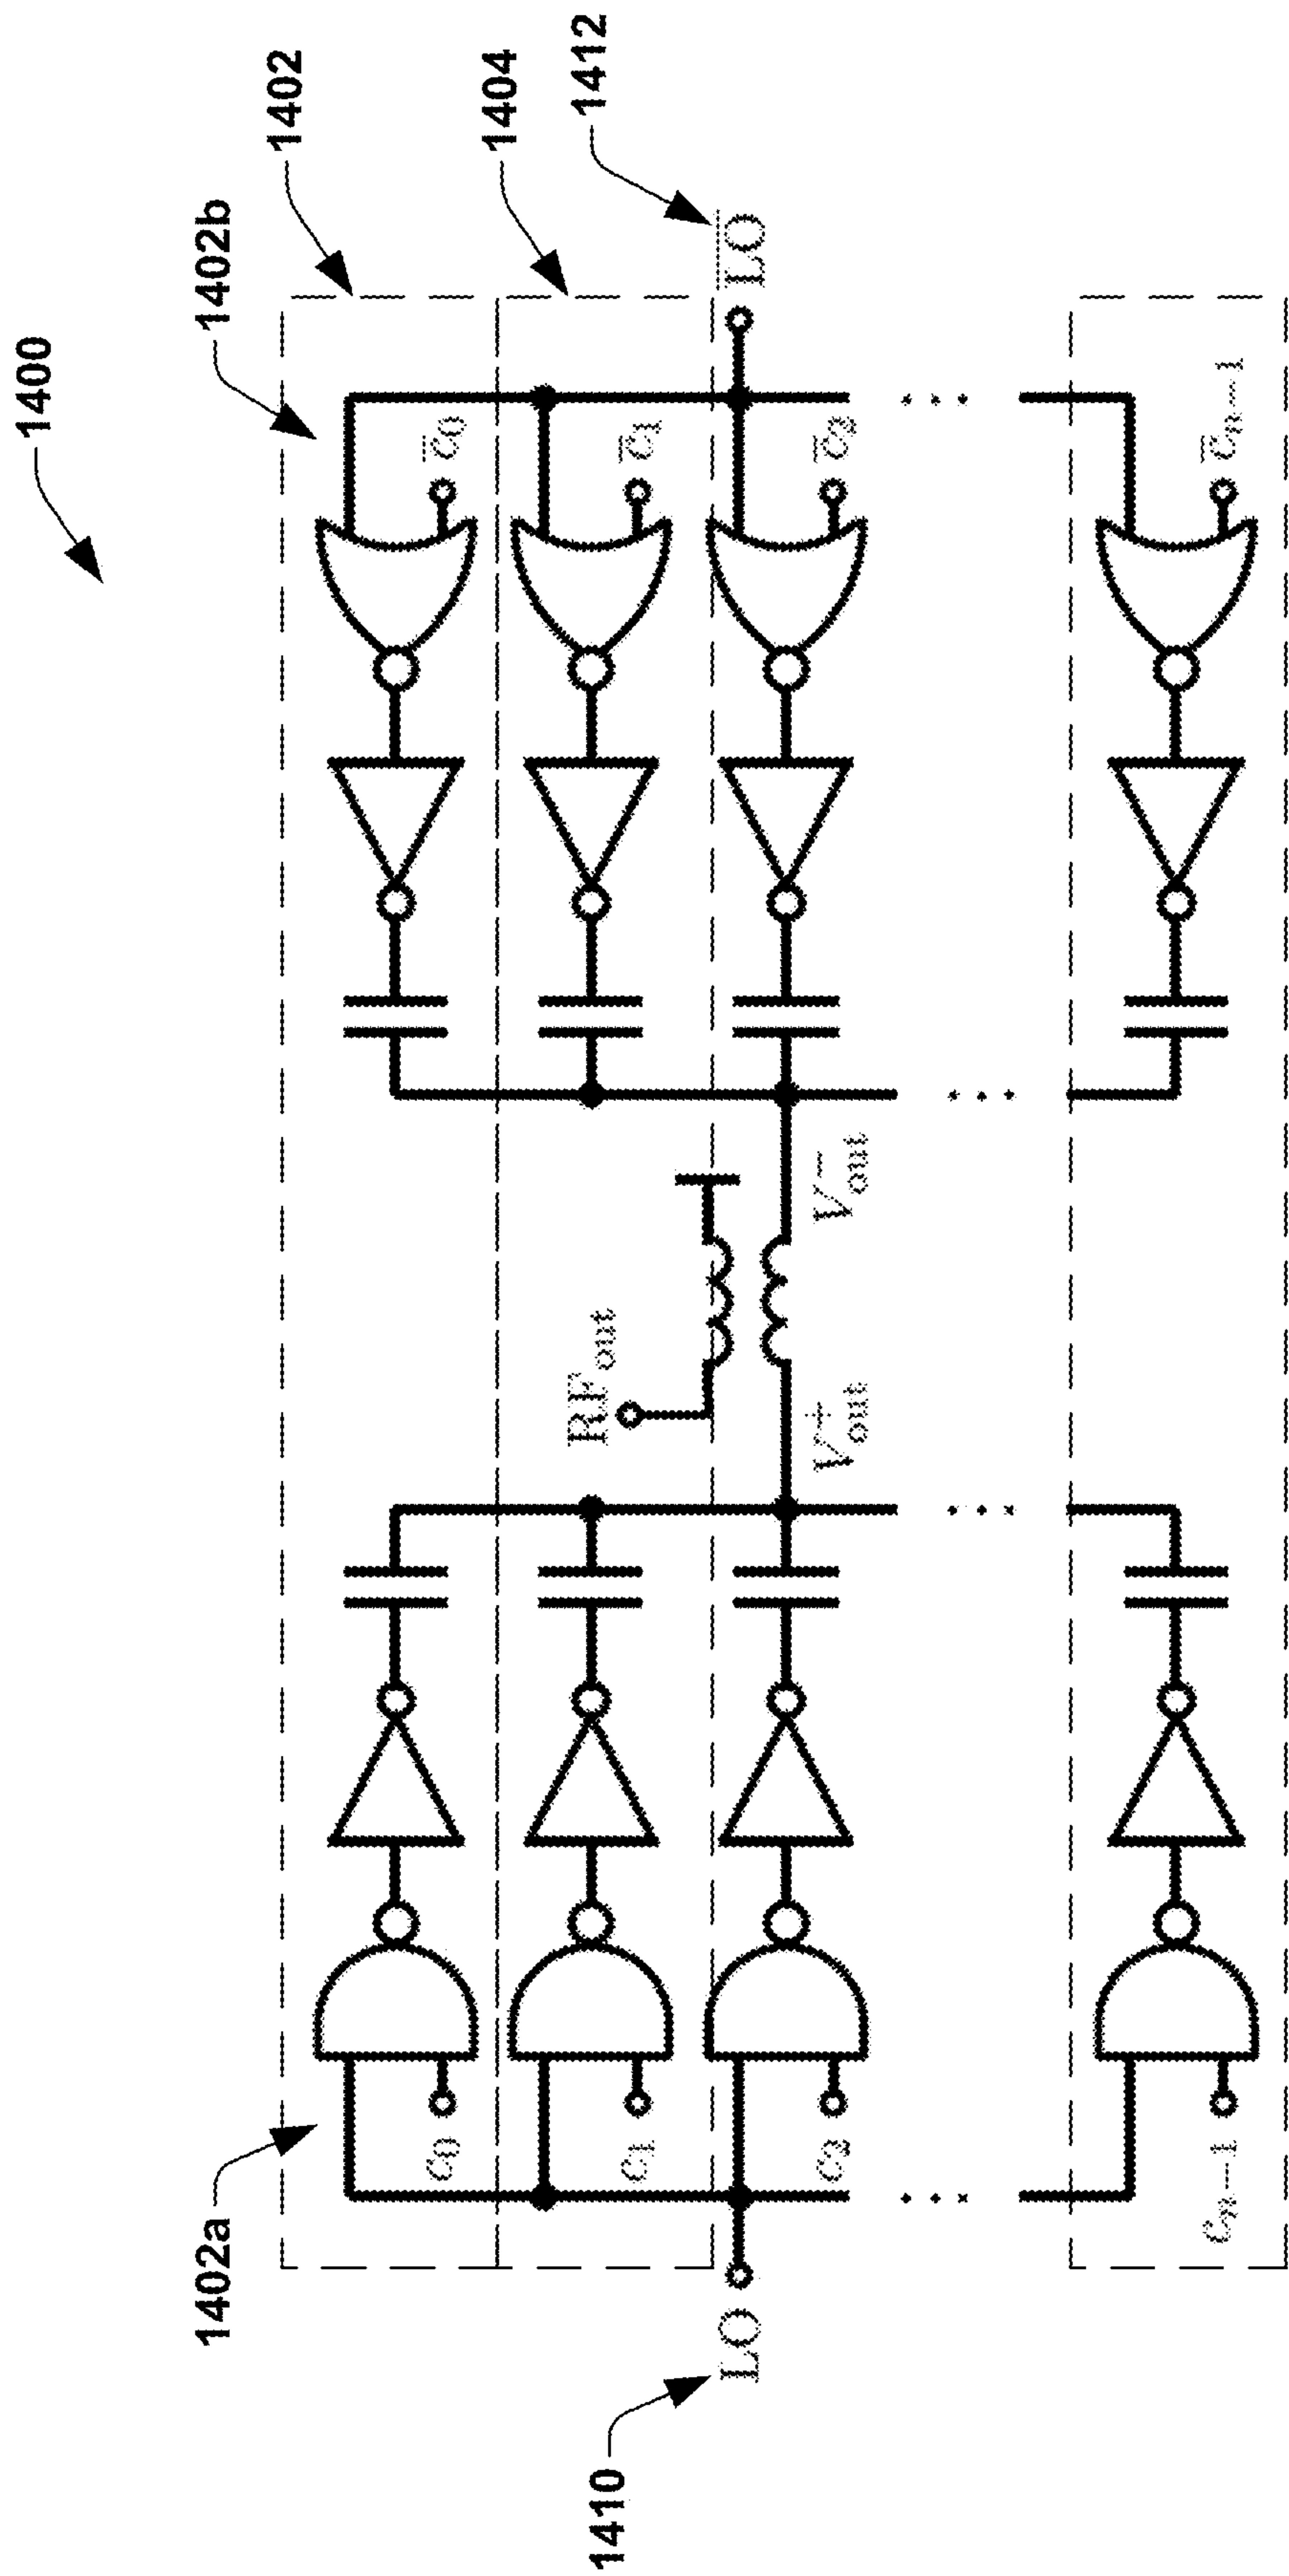 1400
1402
1402b
1404
1412
1402a
1410
LO
L̅O̅
c₀
c̅₀
c₁
c̅₁
c₂
c̅₂
cₙ₋₁
c̅ₙ₋₁
RFout
V⁺out
V⁻out
. . .
. . .
. . .
. . .